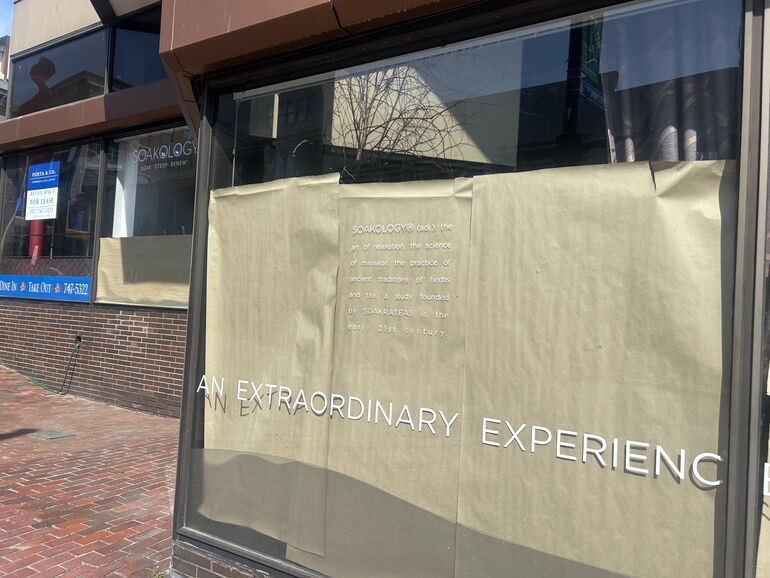 PORTA & CO.
RETAIL SPACE
FOR LEASE
SOAKOLOGY
SOAK STEEP RENEW
DINE IN TAKE OUT 747-5322
SOAKOLOGY® (adj.): the
art of relaxation, the science
of massage, the practice of
ancient traditions of herbs
and tea; a study founded
by SOAKRATEAS in the
early 21st century.
AN EXTRAORDINARY EXPERIENC
E